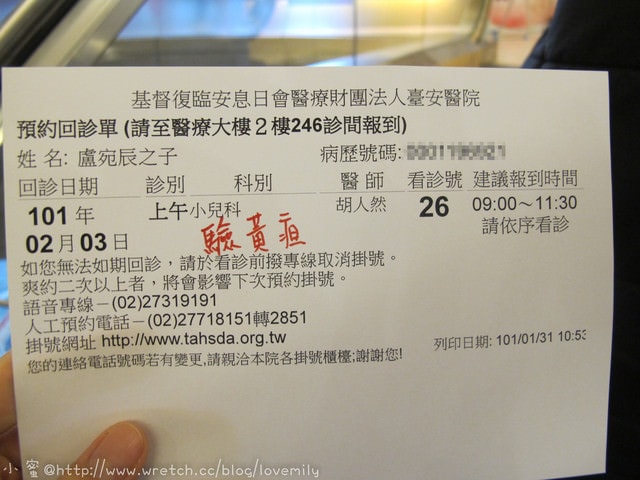 基督復臨安息日會醫療財團法人臺安醫院
預約回診單 (請至醫療大樓2樓246診間報到)
姓 名: 盧宛辰之子 病歷號碼:
回診日期 診別 科別 醫師 看診號 建議報到時間
101 年 上午 小兒科 胡人然 26 09:00~11:30
02 月 03 日 驗黃疸 請依序看診
如您無法如期回診，請於看診前撥專線取消掛號。
爽約二次以上者，將會影響下次預約掛號。
語音專線－(02)27319191
人工預約電話－(02)27718151轉2851
掛號網址 http://www.tahsda.org.tw 列印日期: 101/01/31 10:53
您的連絡電話號碼若有變更,請親洽本院各掛號櫃檯;謝謝您!
小蜜@http://www.wretch.cc/blog/lovemily